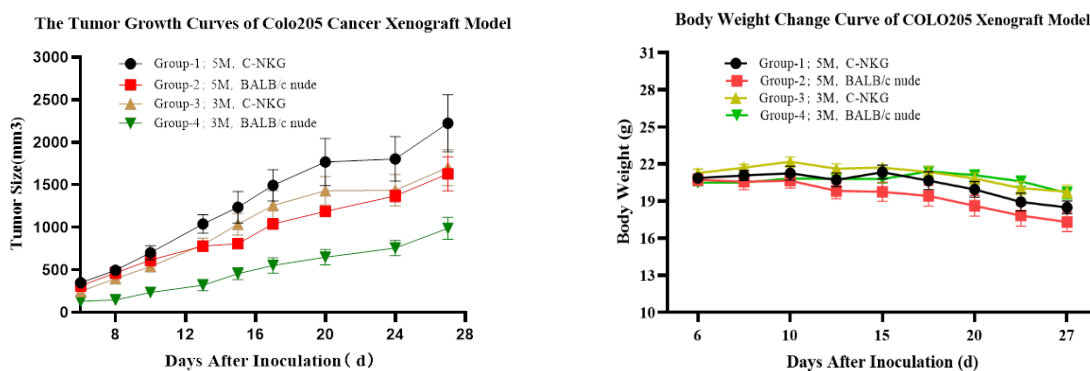 The Tumor Growth Curves of Colo205 Cancer Xenograft Model
Tumor Size(mm3)
3000
2500
2000
1500
1000
500
0
Group-1; 5M, C-NKG
Group-2; 5M, BALB/c nude
Group-3; 3M, C-NKG
Group-4; 3M, BALB/c nude
8 12 16 20 24 28
Days After Inoculation( d)
Body Weight Change Curve of COLO205 Xenograft Model
Body Weight (g)
31
28
25
22
19
16
13
10
Group-1; 5M, C-NKG
Group-2; 5M, BALB/c nude
Group-3; 3M, C-NKG
Group-4; 3M, BALB/c nude
6 10 15 20 27
Days After Inoculation (d)